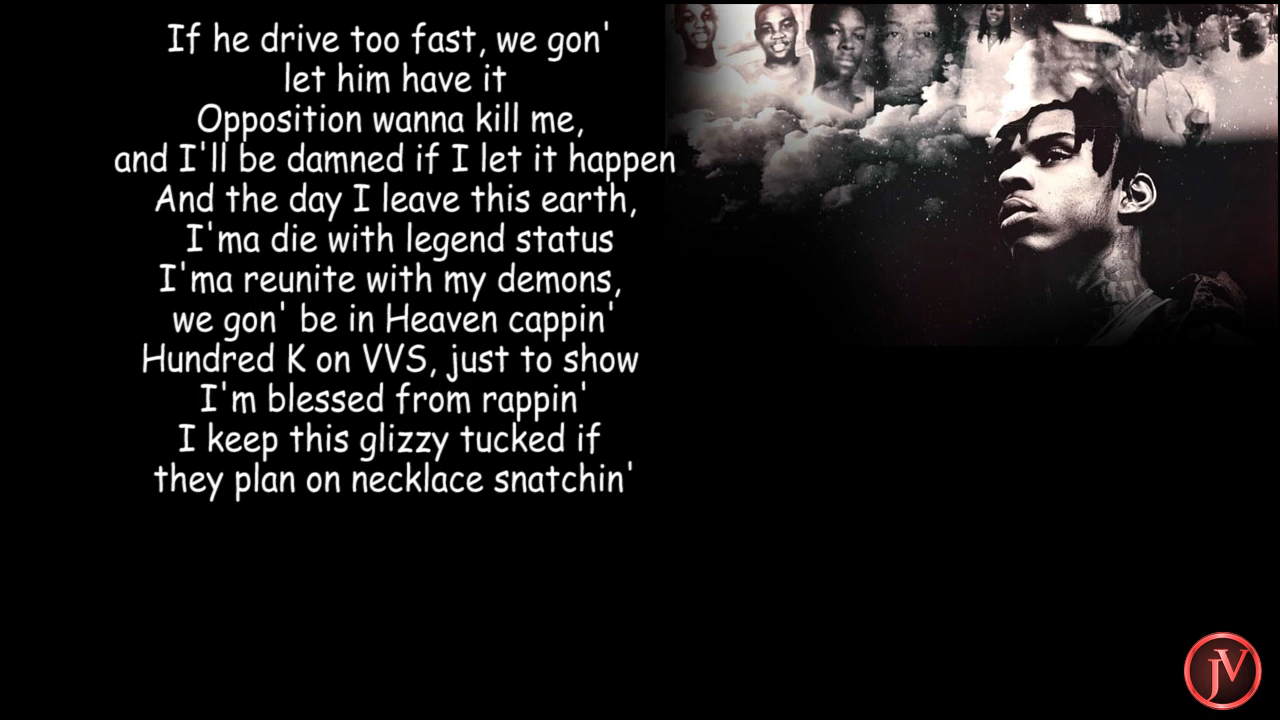 If he drive too fast, we gon'
let him have it
Opposition wanna kill me,
and I'll be damned if I let it happen
And the day I leave this earth,
I'ma die with legend status
I'ma reunite with my demons,
we gon' be in Heaven cappin'
Hundred K on VVS, just to show
I'm blessed from rappin'
I keep this glizzy tucked if
they plan on necklace snatchin'
JV